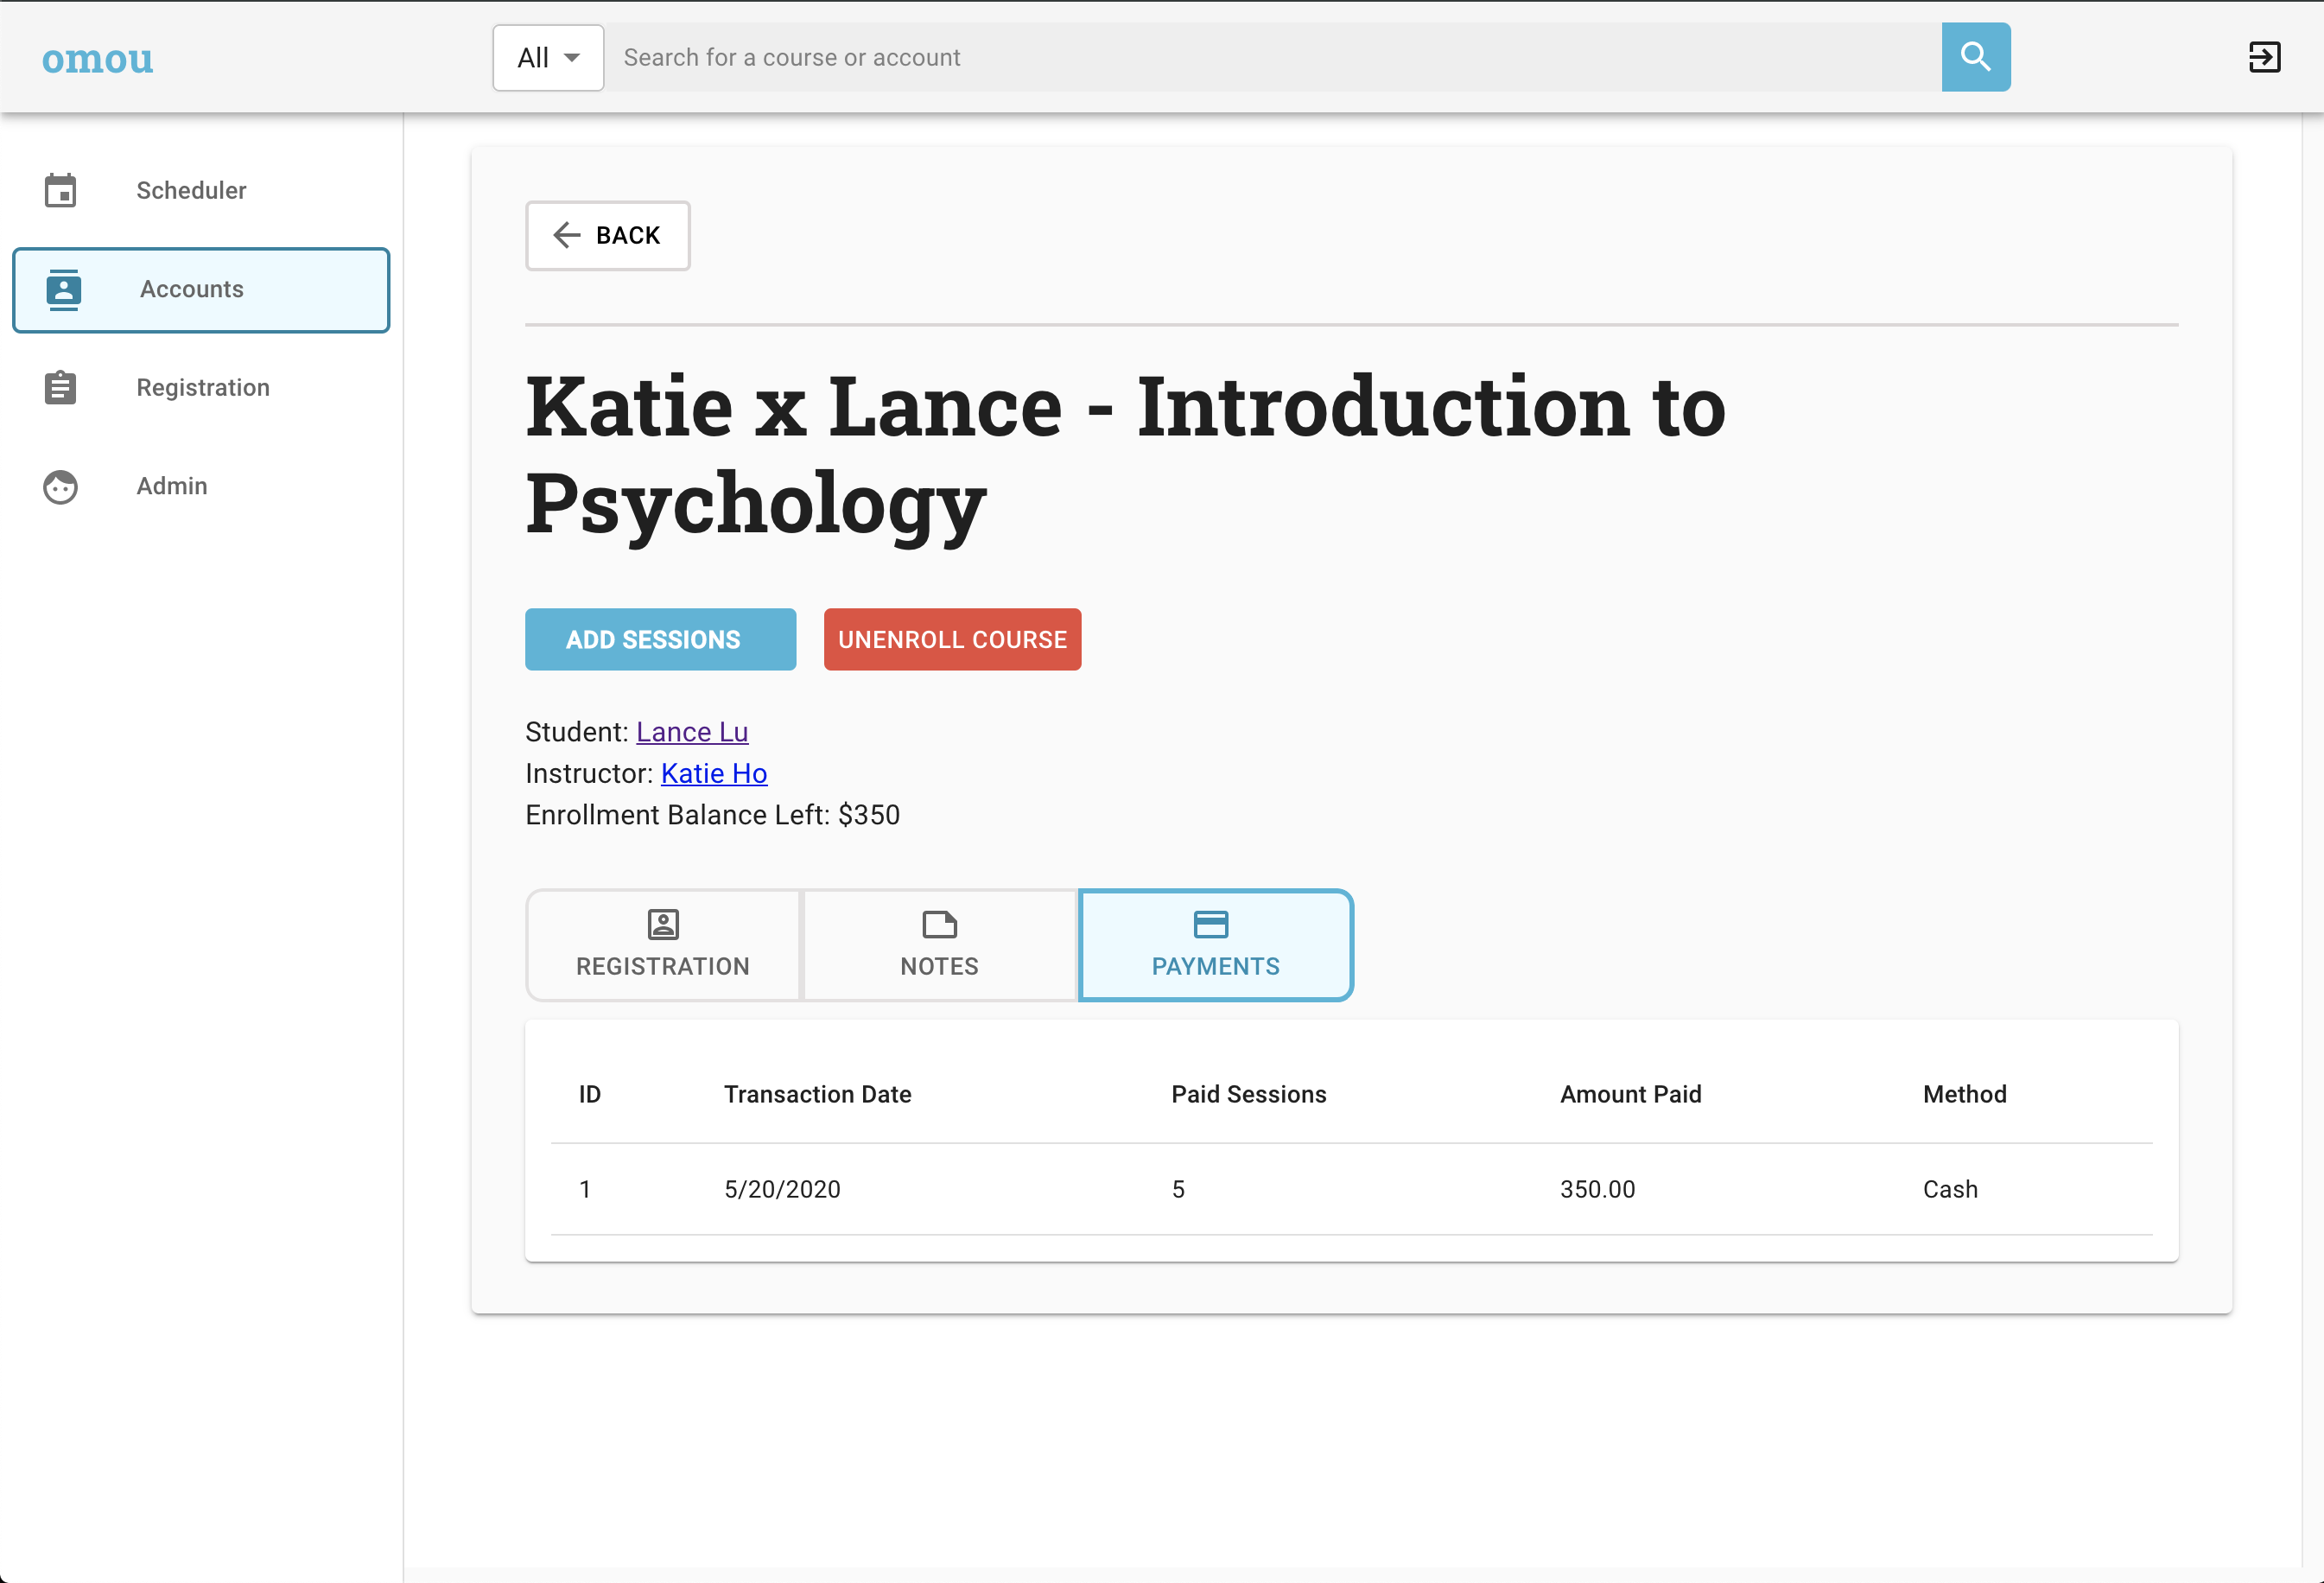 omou
All
Search for a course or account
Scheduler
Accounts
Registration
Admin
BACK
Katie x Lance - Introduction to
Psychology
ADD SESSIONS
UNENROLL COURSE
Student: Lance Lu
Instructor: Katie Ho
Enrollment Balance Left: $350
REGISTRATION
NOTES
PAYMENTS
ID Transaction Date Paid Sessions Amount Paid Method
1 5/20/2020 5 350.00 Cash